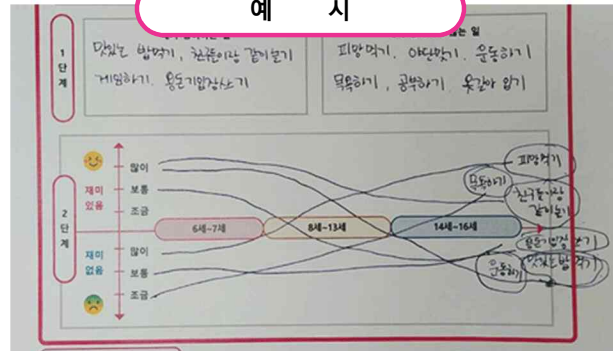 예 시
1단계
맛있는 밥먹기, 친구들이랑 같이놀기
게임하기. 용돈기입장쓰기
피망먹기. 야단맞기. 운동하기
목욕하기, 공부하기. 옷갈아 입기
2단계
재미있음
많이
보통
조금
재미없음
많이
보통
조금
6세~7세
8세~13세
14세~16세
피망먹기
운동하기
친구들이랑
같이놀기
용돈기입장 쓰기
맛있는 밥 먹기
운동하기